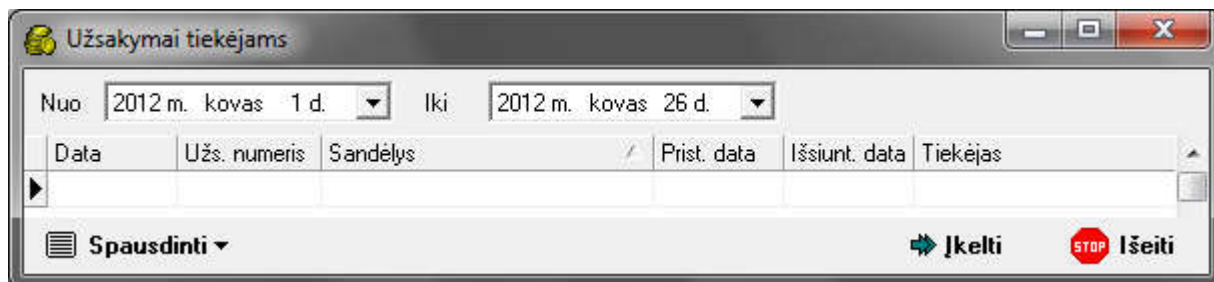 Užsakymai tiekėjams
Nuo 2012 m. kovas 1 d. Iki 2012 m. kovas 26 d.
Data Užs. numeris Sandėlys Prist. data Išsiunt. data Tiekėjas
Spausdinti Įkelti STOP Išeiti